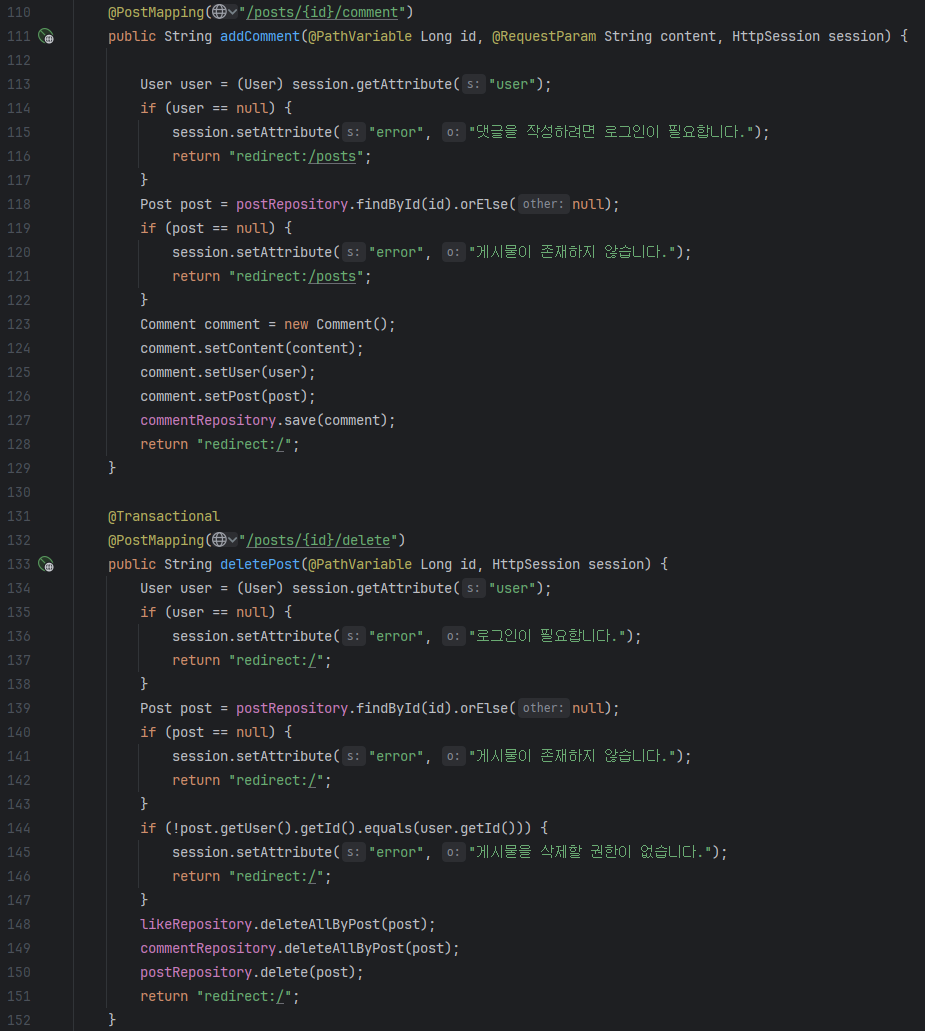 110 @PostMapping("/posts/{id}/comment")
111 public String addComment(@PathVariable Long id, @RequestParam String content, HttpSession session) {
112
113 User user = (User) session.getAttribute( s: "user");
114 if (user == null) {
115 session.setAttribute( s: "error", o: "댓글을 작성하려면 로그인이 필요합니다.");
116 return "redirect:/posts";
117 }
118 Post post = postRepository.findById(id).orElse( other: null);
119 if (post == null) {
120 session.setAttribute( s: "error", o: "게시물이 존재하지 않습니다.");
121 return "redirect:/posts";
122 }
123 Comment comment = new Comment();
124 comment.setContent(content);
125 comment.setUser(user);
126 comment.setPost(post);
127 commentRepository.save(comment);
128 return "redirect:/";
129 }
130
131 @Transactional
132 @PostMapping("/posts/{id}/delete")
133 public String deletePost(@PathVariable Long id, HttpSession session) {
134 User user = (User) session.getAttribute( s: "user");
135 if (user == null) {
136 session.setAttribute( s: "error", o: "로그인이 필요합니다.");
137 return "redirect:/";
138 }
139 Post post = postRepository.findById(id).orElse( other: null);
140 if (post == null) {
141 session.setAttribute( s: "error", o: "게시물이 존재하지 않습니다.");
142 return "redirect:/";
143 }
144 if (!post.getUser().getId().equals(user.getId())) {
145 session.setAttribute( s: "error", o: "게시물을 삭제할 권한이 없습니다.");
146 return "redirect:/";
147 }
148 likeRepository.deleteAllByPost(post);
149 commentRepository.deleteAllByPost(post);
150 postRepository.delete(post);
151 return "redirect:/";
152 }